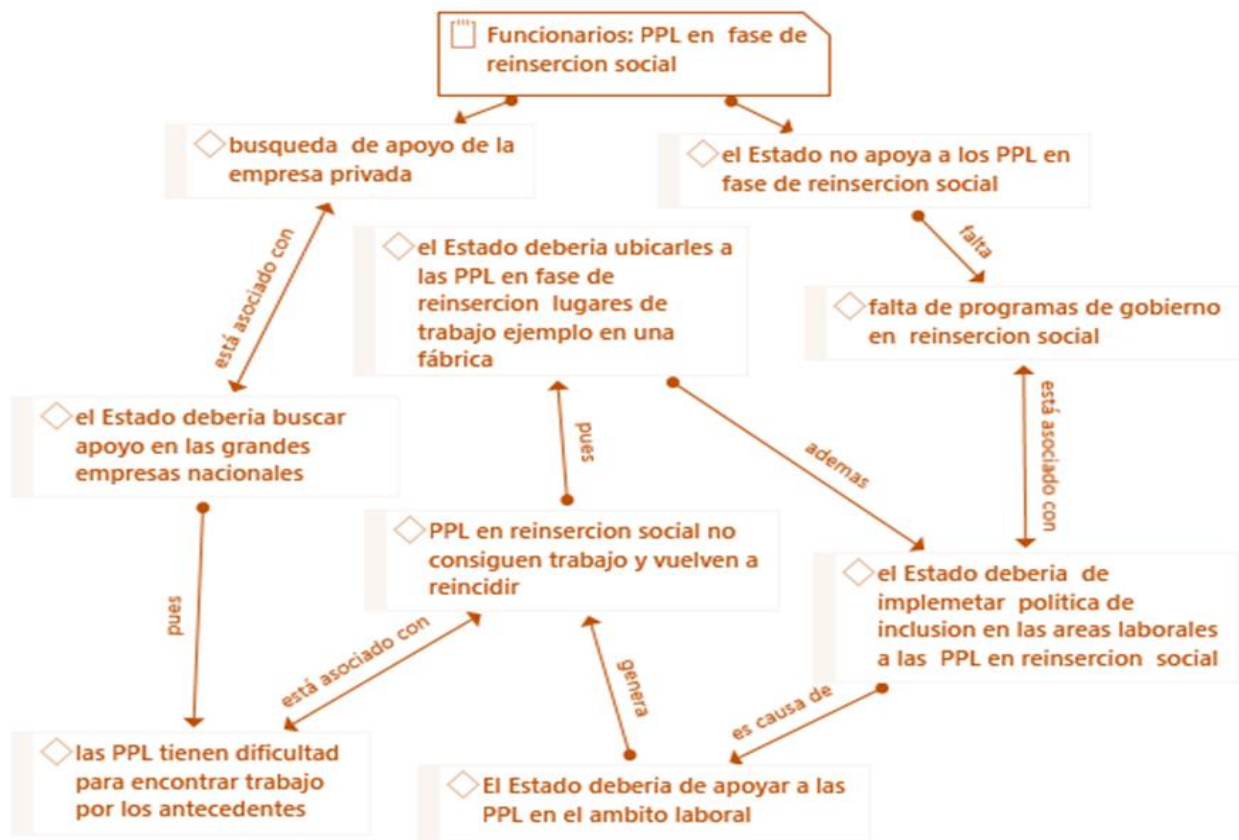 Funcionarios: PPL en fase de
reinsercion social
busqueda de apoyo de la
empresa privada
el Estado no apoya a los PPL en
fase de reinsercion social
está asociado con
falta
el Estado deberia ubicarles a
las PPL en fase de
reinsercion lugares de
trabajo ejemplo en una
fábrica
falta de programas de gobierno
en reinsercion social
el Estado deberia buscar
apoyo en las grandes
empresas nacionales
pues
ademas
está asociado con
PPL en reinsercion social no
consiguen trabajo y vuelven a
reincidir
el Estado deberia de
implemetar politica de
inclusion en las areas laborales
a las PPL en reinsercion social
pues
está asociado con
genera
es causa de
las PPL tienen dificultad
para encontrar trabajo
por los antecedentes
El Estado deberia de apoyar a las
PPL en el ambito laboral